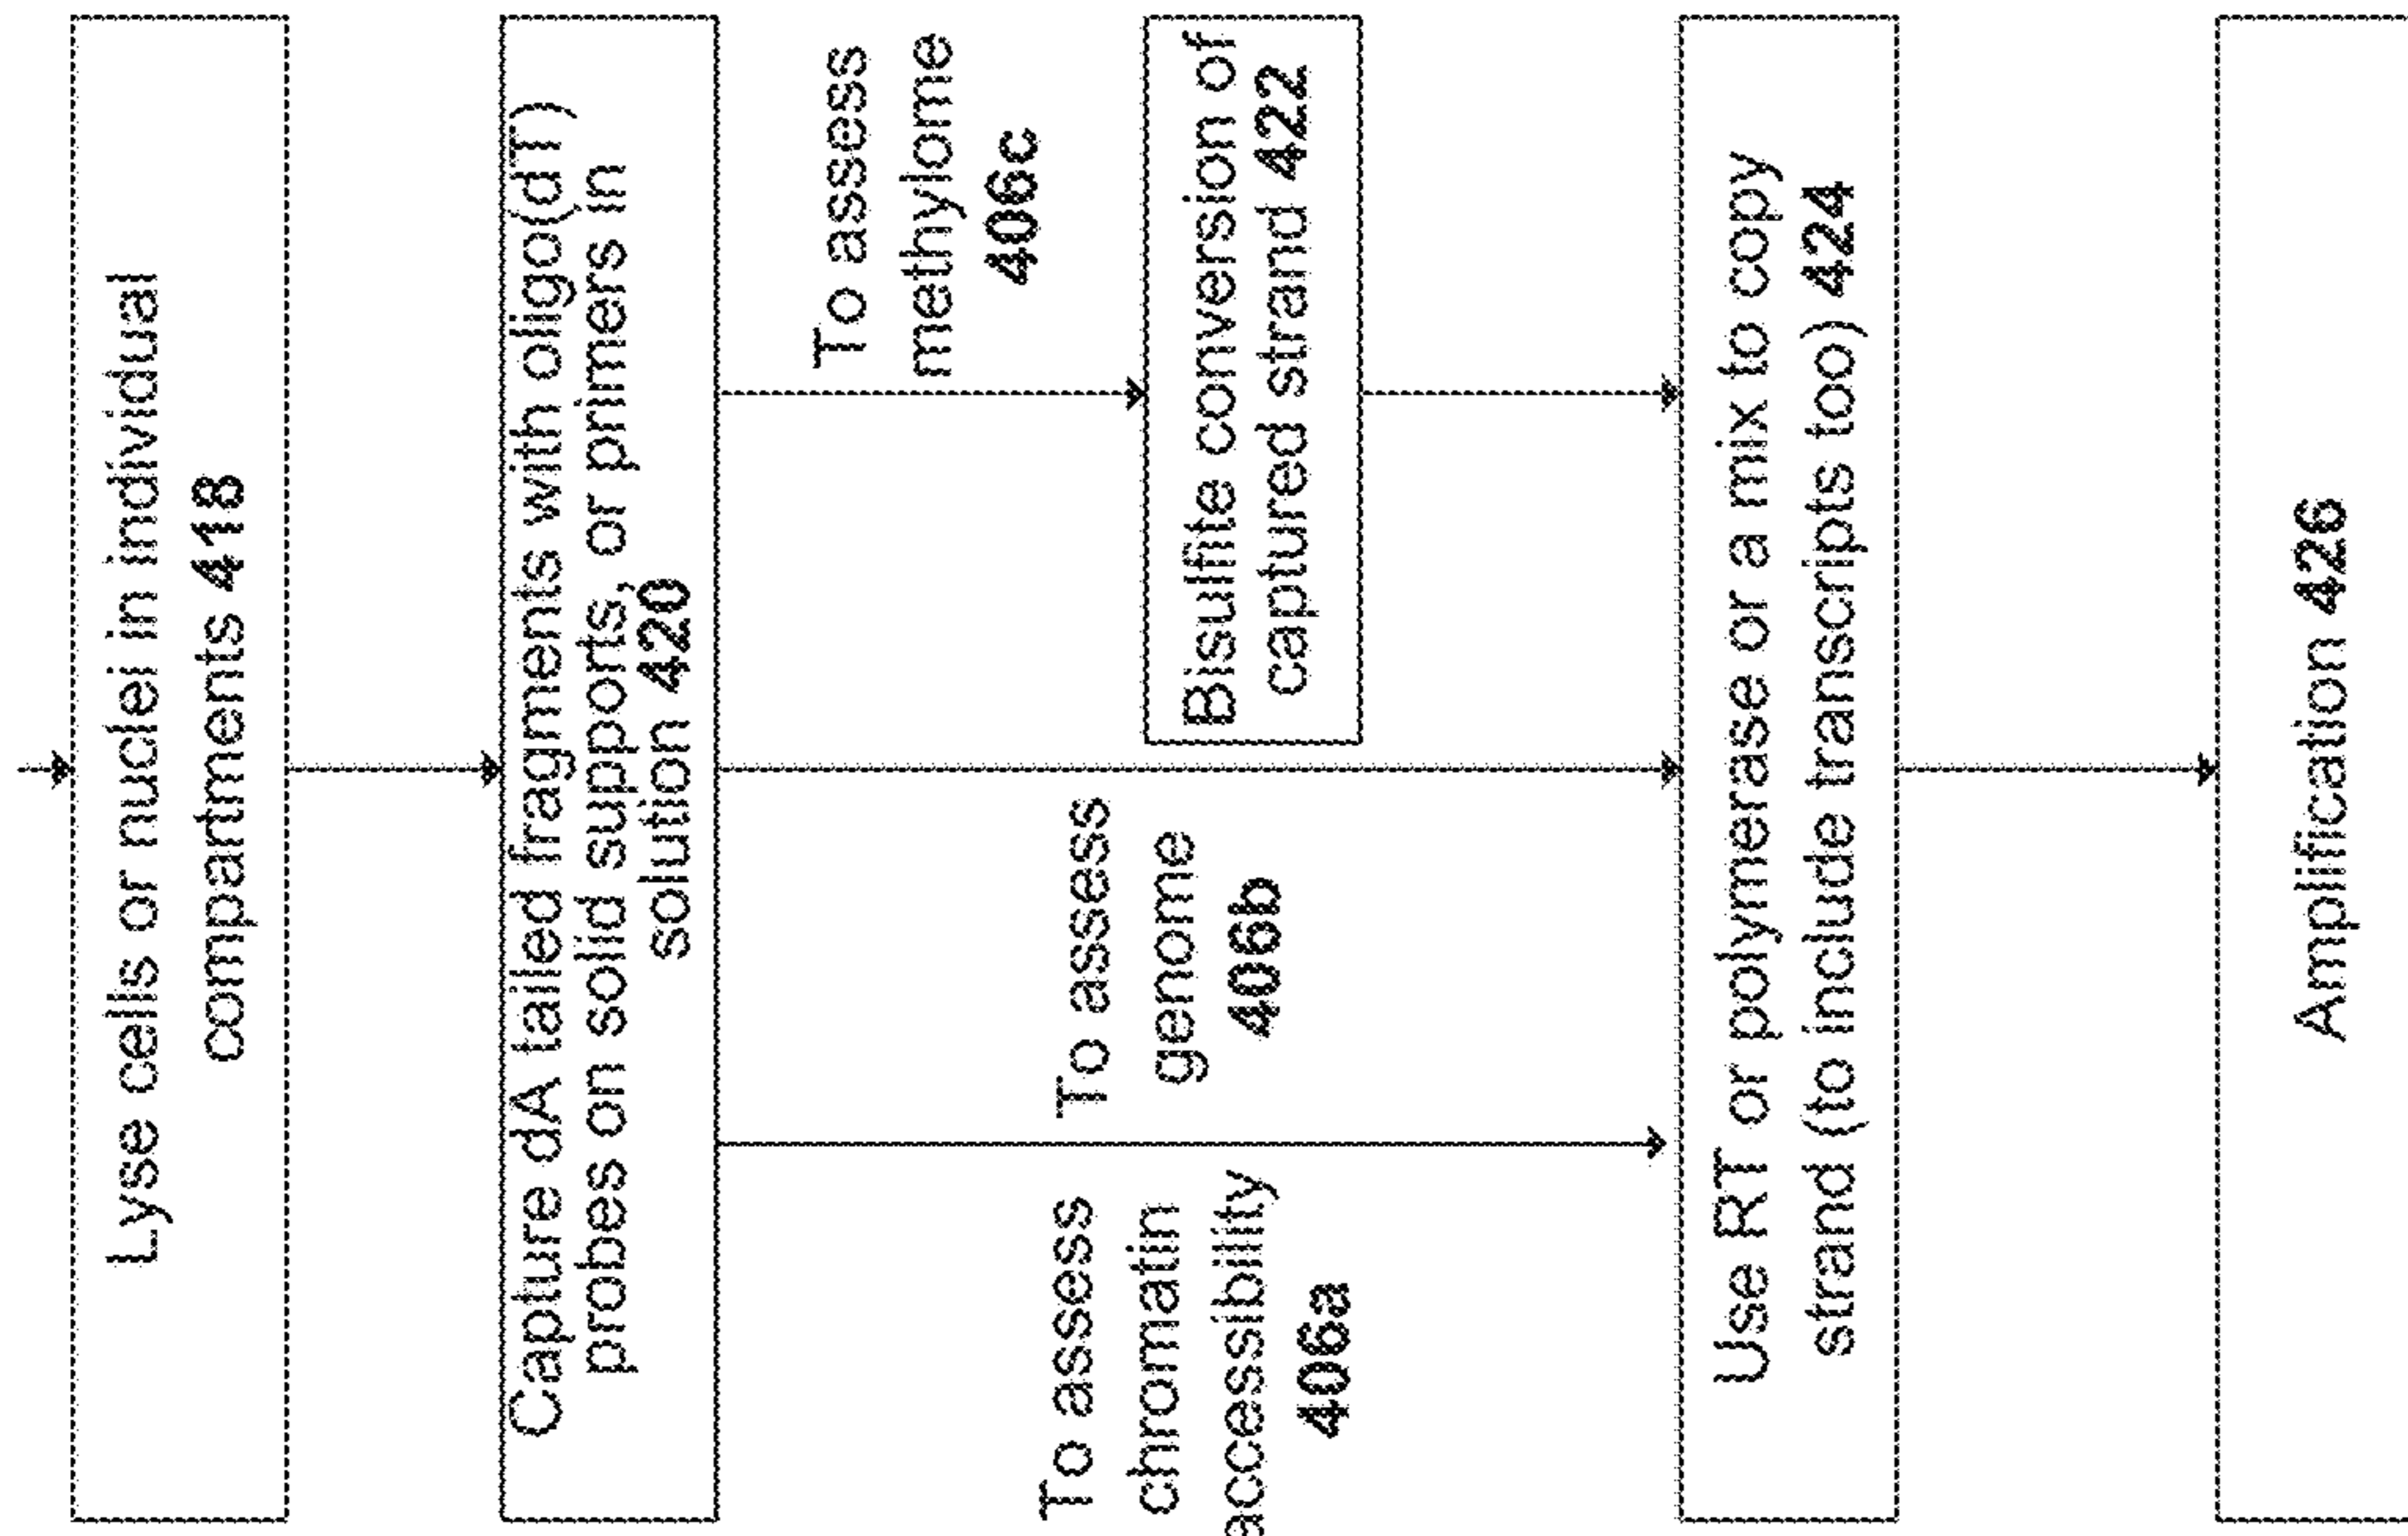 Lyse cells or nuclei in individual
compartments 418
Capture dA tailed fragments with oligo(dT)
probes on solid supports, or primers in
solution 420
To assess
chromatin
accessibility
406a
To assess
genome
406b
To assess
methylome
406c
Bisulfite conversion of
captured strand 422
Use RT or polymerase or a mix to copy
strand (to include transcripts too) 424
Amplification 426